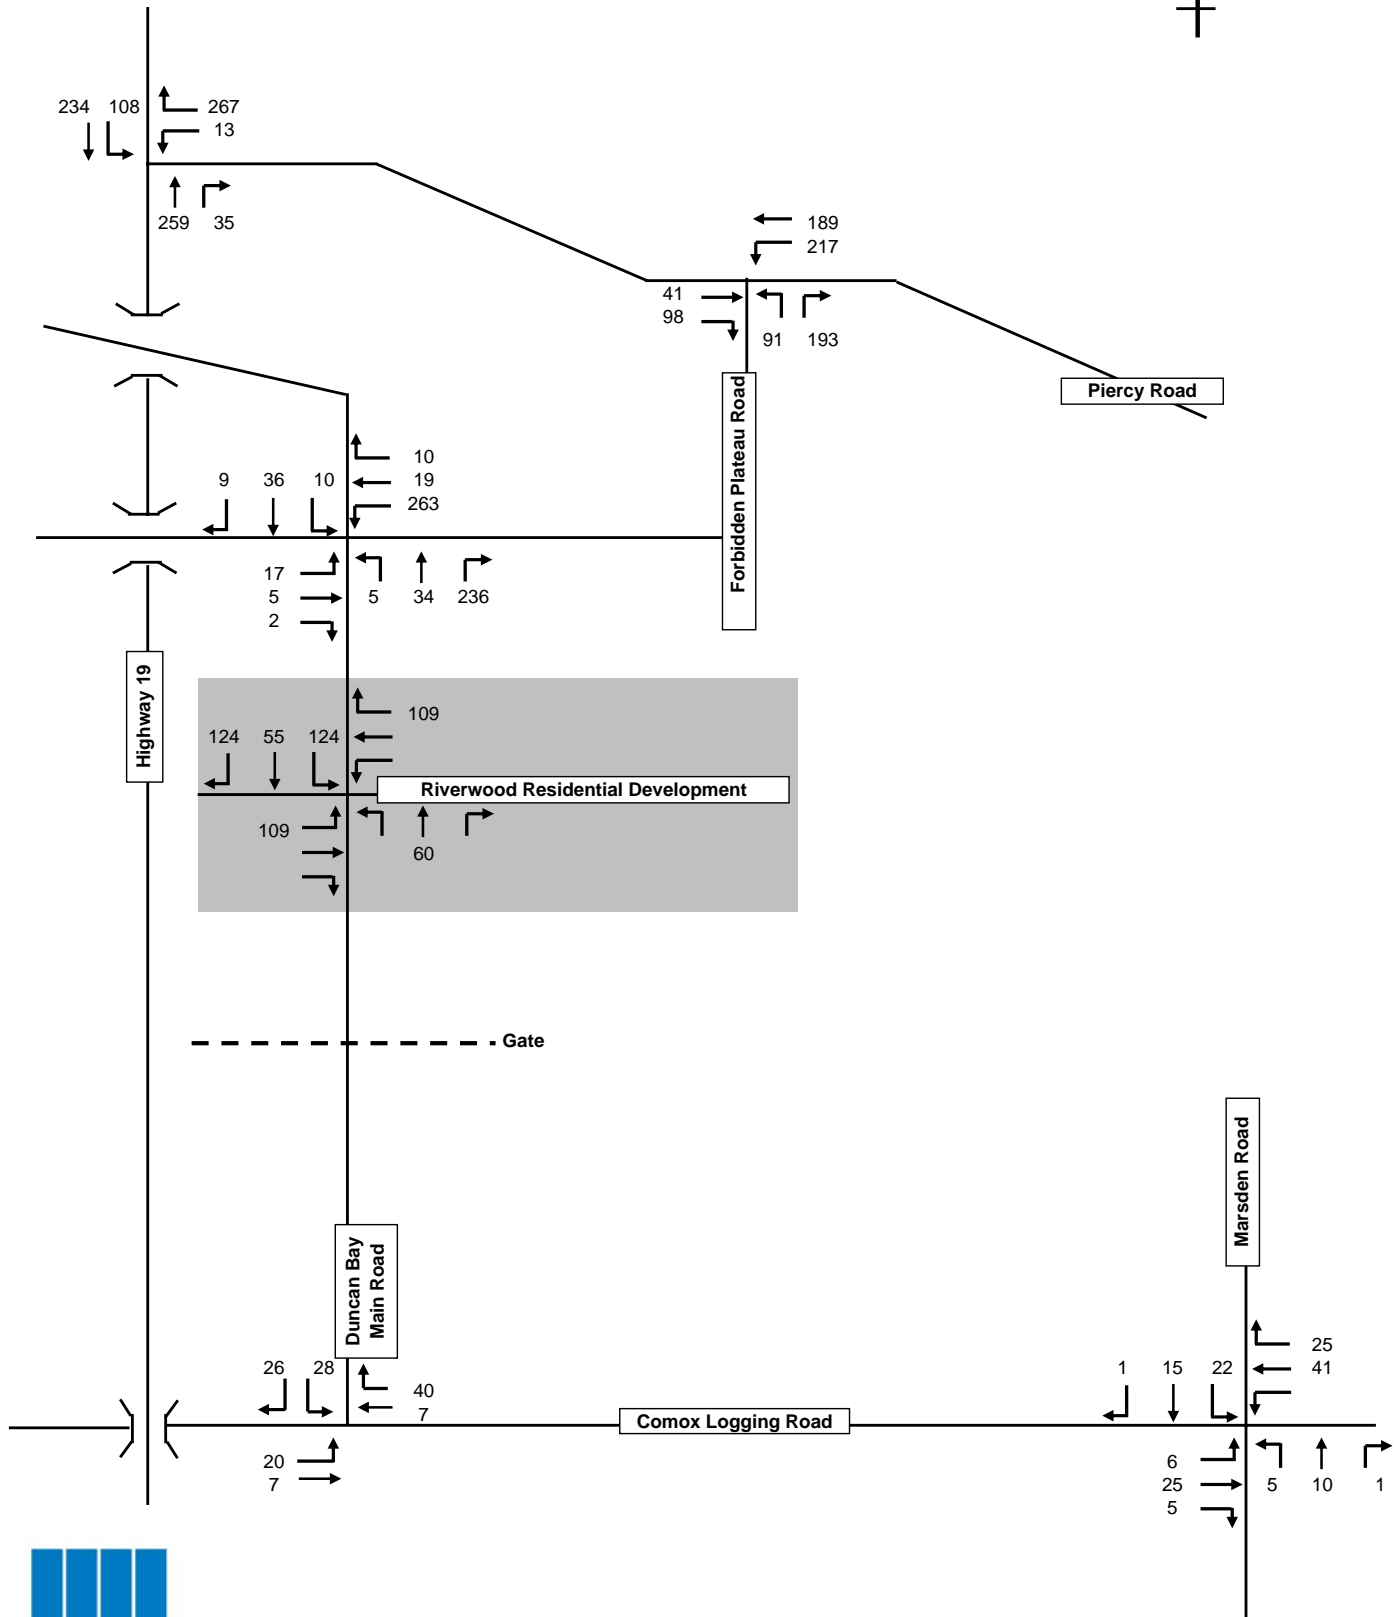 234 108 267
13
259 35
189
217
41
98
91 193
Piercy Road
Forbidden Plateau Road
10
9 36 10 19
263
17
5 5 34 236
2
Highway 19
109
124 55 124
Riverwood Residential Development
109
60
Gate
Marsden Road
Duncan Bay
Main Road
26 28
40
7
Comox Logging Road
20
7
25
1 15 22 41
6
25 5 10 1
5